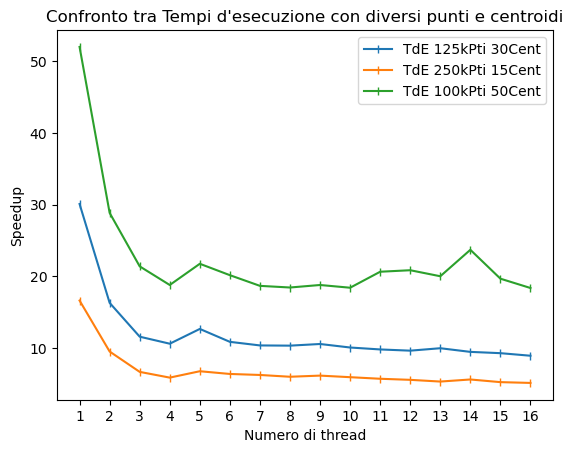 Confronto tra Tempi d'esecuzione con diversi punti e centroidi
TdE 125kPti 30Cent
TdE 250kPti 15Cent
TdE 100kPti 50Cent
Speedup
50
40
30
20
10
1 2 3 4 5 6 7 8 9 10 11 12 13 14 15 16
Numero di thread